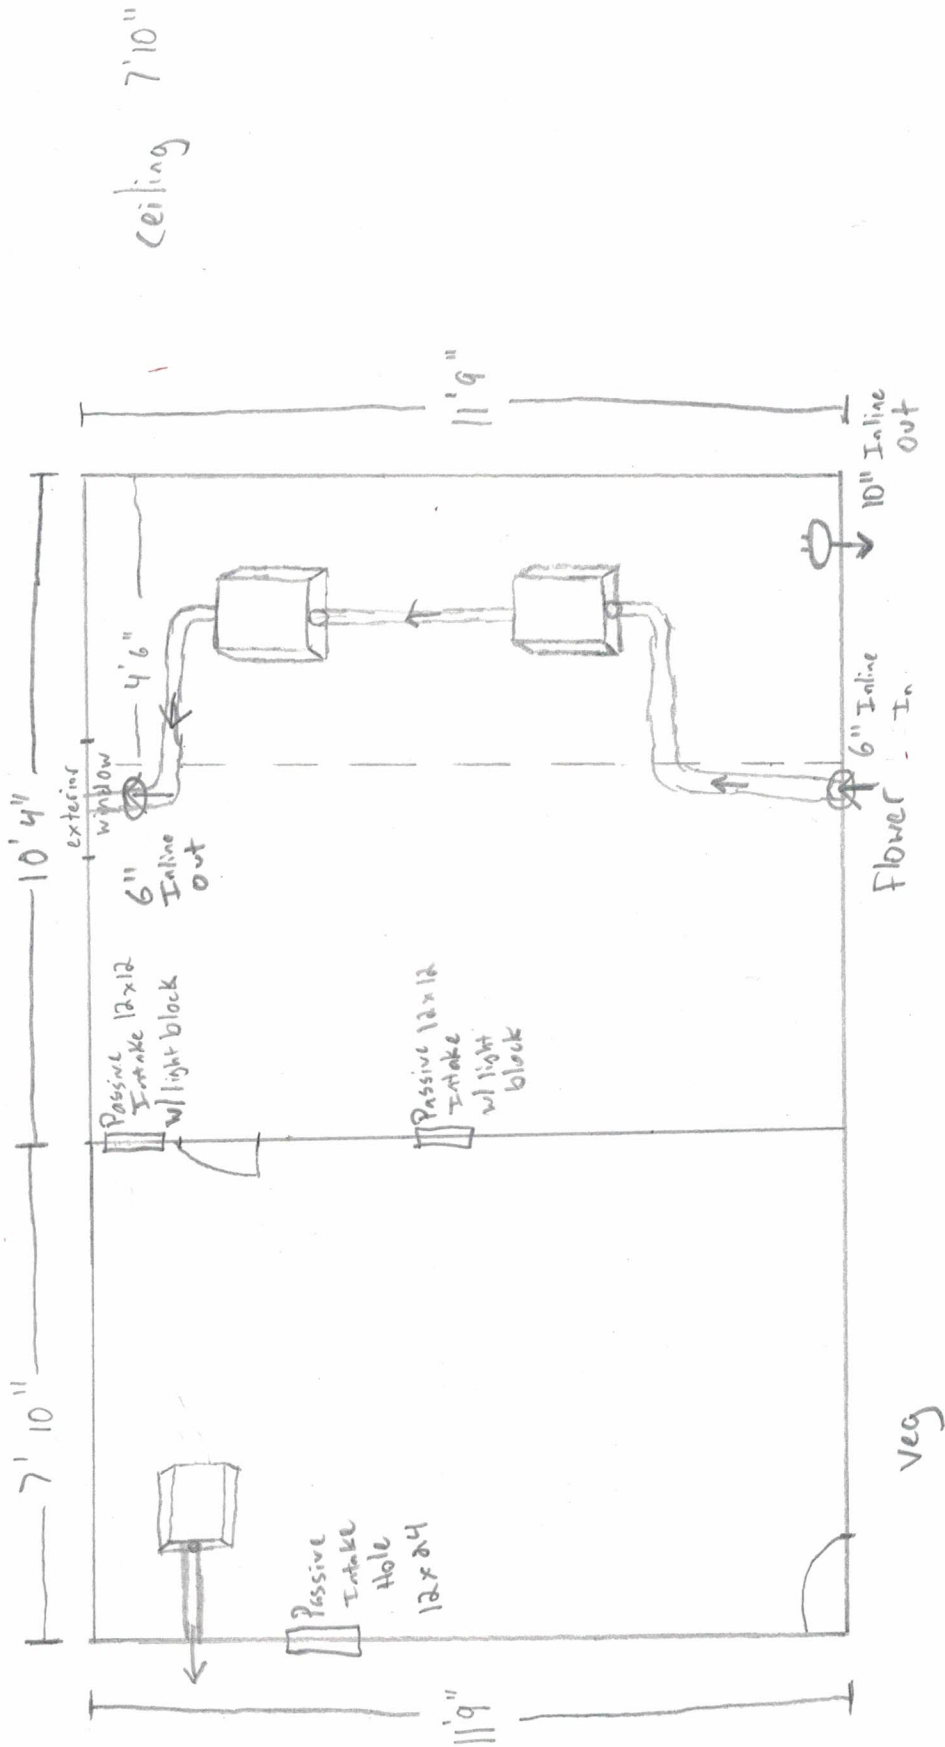 7' 10"
10' 4"
Ceiling 7'10"
exterior
window
4'6"
6"
Inline
Out
Passive
Intake 12x12
w/ light block
Passive 12x12
Intake
w/ light
block
Passive
Intake
Hole
12x24
11'9"
11'9"
Veg
Flower
6" Inline
In
10" Inline
Out